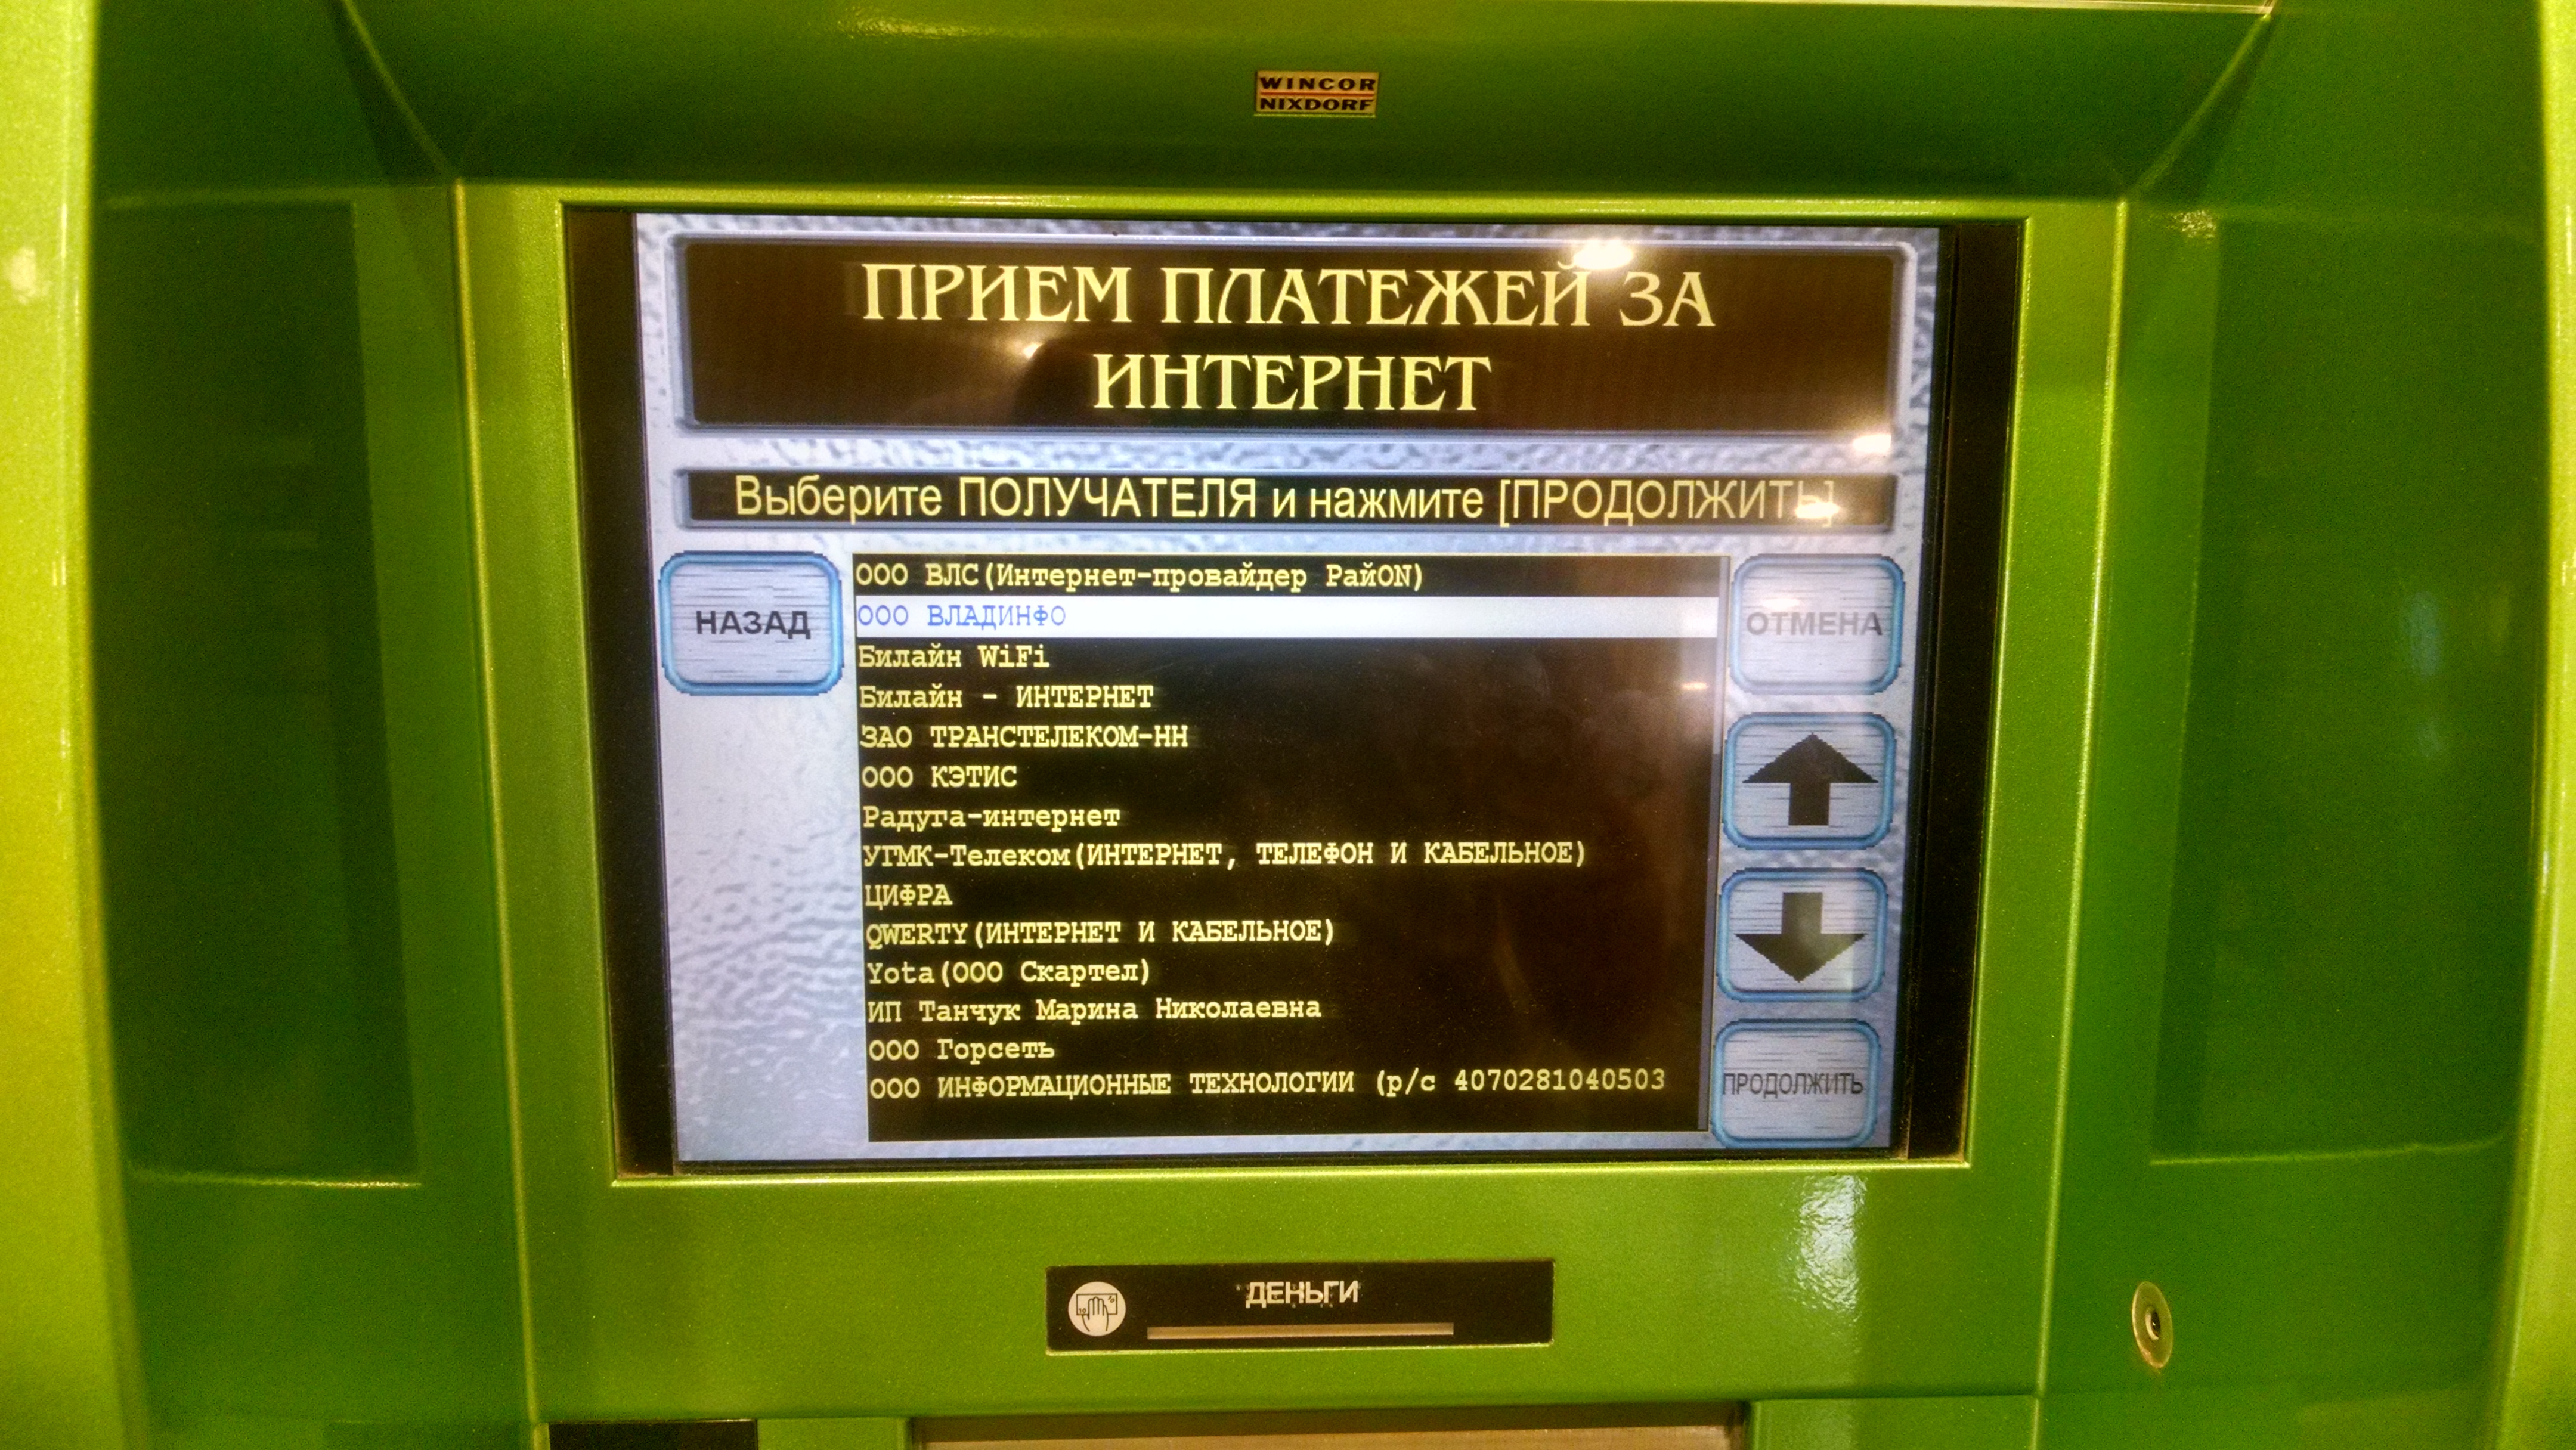 WINCOR
NIXDORF
ПРИЕМ ПЛАТЕЖЕЙ ЗА
ИНТЕРНЕТ
Выберите ПОЛУЧАТЕЛЯ и нажмите [ПРОДОЛЖИТЬ]
НАЗАД
ООО ВЛС(Интернет-провайдер РайON)
ООО ВЛАДИНФО
Билайн WiFi
Билайн - ИНТЕРНЕТ
ЗАО ТРАНСТЕЛЕКОМ-НН
ООО КЭТИС
Радуга-интернет
УГМК-Телеком(ИНТЕРНЕТ, ТЕЛЕФОН И КАБЕЛЬНОЕ)
ЦИФРА
QWERTY(ИНТЕРНЕТ И КАБЕЛЬНОЕ)
Yota(ООО Скартел)
ИП Танчук Марина Николаевна
ООО Горсеть
ООО ИНФОРМАЦИОННЫЕ ТЕХНОЛОГИИ (р/с 4070281040503
ОТМЕНА
ПРОДОЛЖИТЬ
ДЕНЬГИ